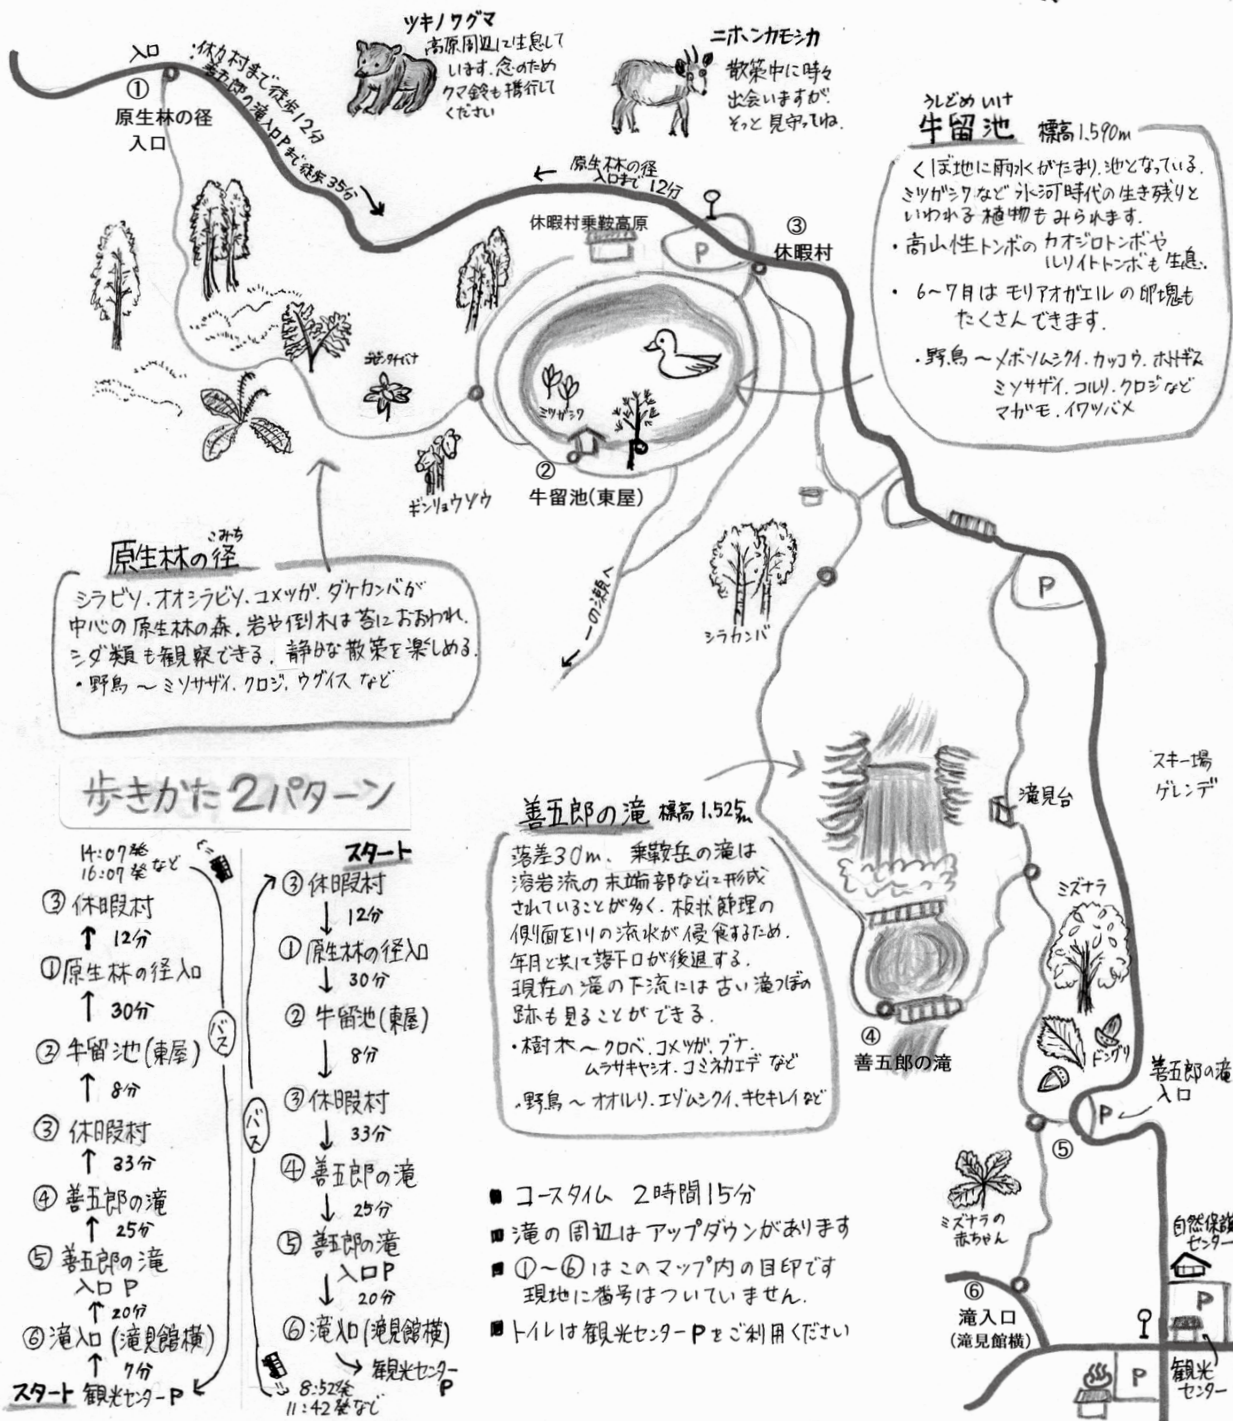 ツキノワグマ
高原周辺に生息して
います。念のため
クマ鈴も携行して
ください
ニホンカモシカ
散策中に時々
出会いますが、
そっと見守ってね。
入口
・休カ村まで徒歩12分
・善五郎の滝入口Pまで徒歩35分
①
原生林の径
入口
← 原生林の径
入口まで12分
休暇村乗鞍高原
P
③
休暇村
うしどめいけ
牛留池 標高1.590m
くぼ地に雨水がたまり、池となっている。
ミツガシワなど氷河時代の生き残りと
いわれる植物もみられます。
・高山性トンボのカオジロトンボや
ルリイトトンボも生息。
・6~7月はモリアオガエルの卵塊も
たくさんできます。
・野鳥~メボソムシクイ、カッコウ、ホトトギス
ミソサザイ、コルリ、クロジなど
マガモ、イワツバメ
ミツガシワ
②
牛留池(東屋)
ギンリョウソウ
一の瀬へ
シラカンバ
P
こみち
原生林の径
シラビソ、オオシラビソ、コメツガ、ダケカンバが
中心の原生林の森。岩や倒木は苔におおわれ、
シダ類も観察できる。静かな散策を楽しめる。
・野鳥~ミソサザイ、クロジ、ウグイスなど
スキー場
ゲレンデ
滝見台
ミズナラ
ドングリ
善五郎の滝
入口
P
⑤
④
善五郎の滝
善五郎の滝 標高1.525m
落差30m、乗鞍岳の滝は
溶岩流の末端部などに形成
されていることが多く、板状節理の
側面を川の流水が侵食するため、
年月と共に落下口が後退する。
現在の滝の下流には古い滝つぼの
跡も見ることができる。
・樹木~クロベ、コメツガ、ブナ、
ムラサキヤシオ、コミネカエデなど
・野鳥~オオルリ、エゾムシクイ、キセキレイなど
歩きかた2パターン
14:07発
16:07発など
③休暇村
↑12分
①原生林の径入口
↑30分
②牛留池(東屋)
↑8分
③休暇村
↑33分
④善五郎の滝
↑25分
⑤善五郎の滝
入口P
↑20分
⑥滝入口(滝見館横)
↑7分
スタート 観光センターP
バス
スタート
③休暇村
↓12分
①原生林の径入口
↓30分
②牛留池(東屋)
↓8分
③休暇村
↓33分
④善五郎の滝
↓25分
⑤善五郎の滝
入口P
↓20分
⑥滝入口(滝見館横)
観光センター
P
バス
8:52発
11:42発など
■コースタイム 2時間15分
■滝の周辺はアップダウンがあります
■①~⑥はこのマップ内の目印です
現地に番号はついていません。
■トイレは観光センターPをご利用ください
ミズナラの
赤ちゃん
⑥
滝入口
(滝見館横)
自然保護
センター
P
観光
センター
P